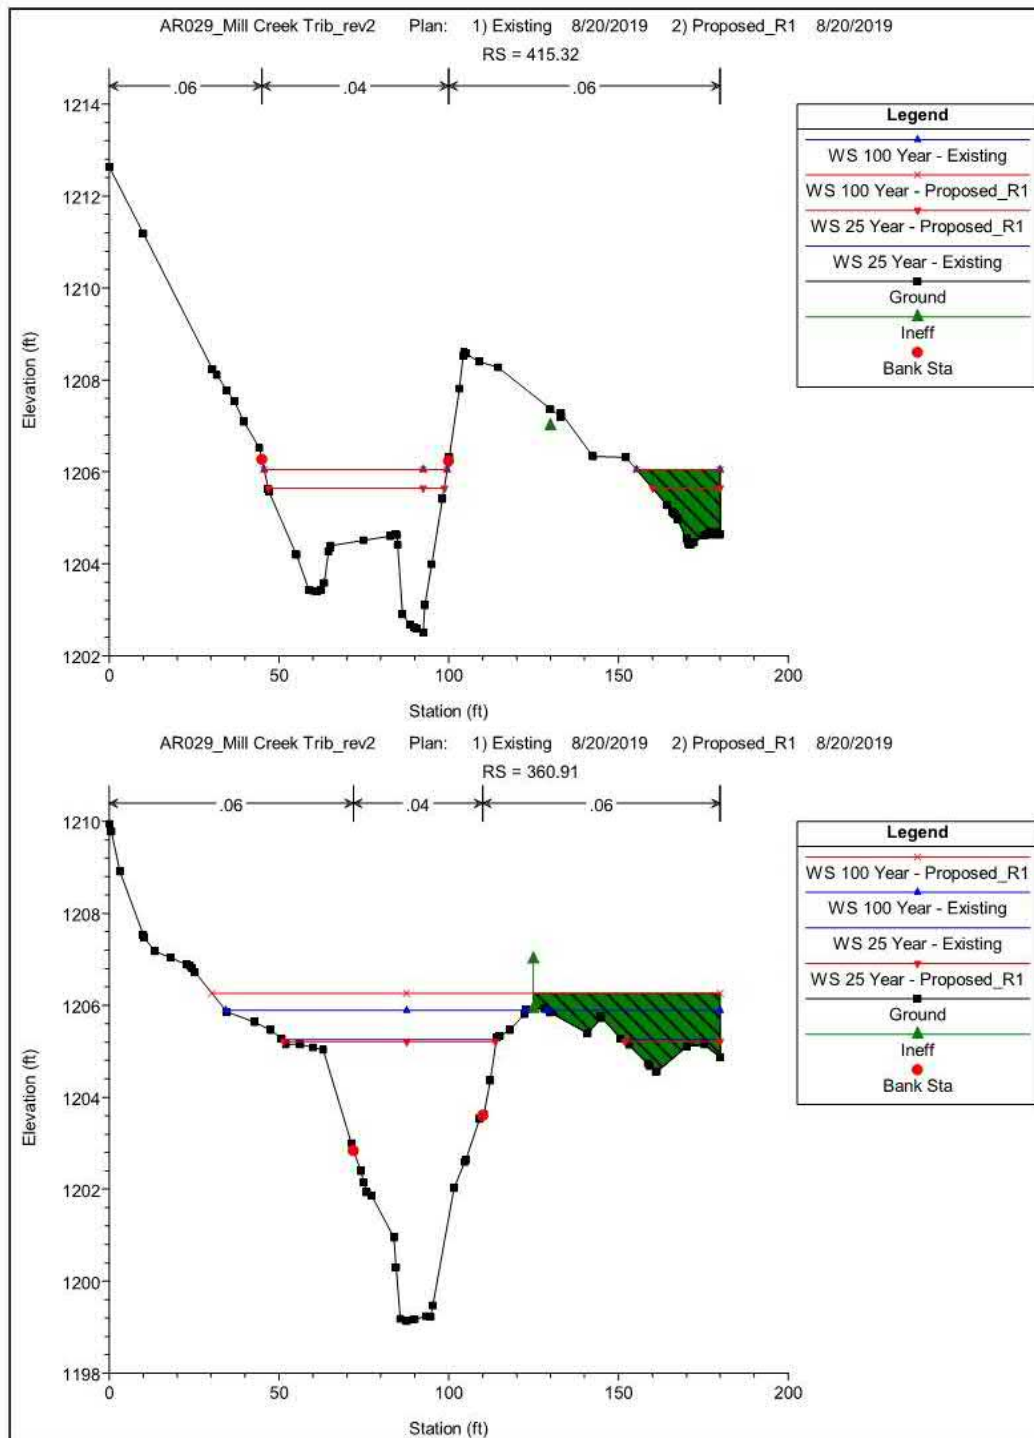 AR029_Mill Creek Trib_rev2 Plan: 1) Existing 8/20/2019 2) Proposed_R1 8/20/2019
RS = 415.32
.06 .04 .06
Legend
WS 100 Year - Existing
WS 100 Year - Proposed_R1
WS 25 Year - Proposed_R1
WS 25 Year - Existing
Ground
Ineff
Bank Sta
Elevation (ft)
1214
1212
1210
1208
1206
1204
1202
0 50 100 150 200
Station (ft)
AR029_Mill Creek Trib_rev2 Plan: 1) Existing 8/20/2019 2) Proposed_R1 8/20/2019
RS = 360.91
.06 .04 .06
Legend
WS 100 Year - Proposed_R1
WS 100 Year - Existing
WS 25 Year - Existing
WS 25 Year - Proposed_R1
Ground
Ineff
Bank Sta
Elevation (ft)
1210
1208
1206
1204
1202
1200
1198
0 50 100 150 200
Station (ft)